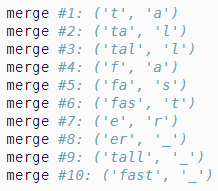 merge #1: ('t', 'a')
merge #2: ('ta', 'l')
merge #3: ('tal', 'l')
merge #4: ('f', 'a')
merge #5: ('fa', 's')
merge #6: ('fas', 't')
merge #7: ('e', 'r')
merge #8: ('er', '_')
merge #9: ('tall', '_')
merge #10: ('fast', '_')